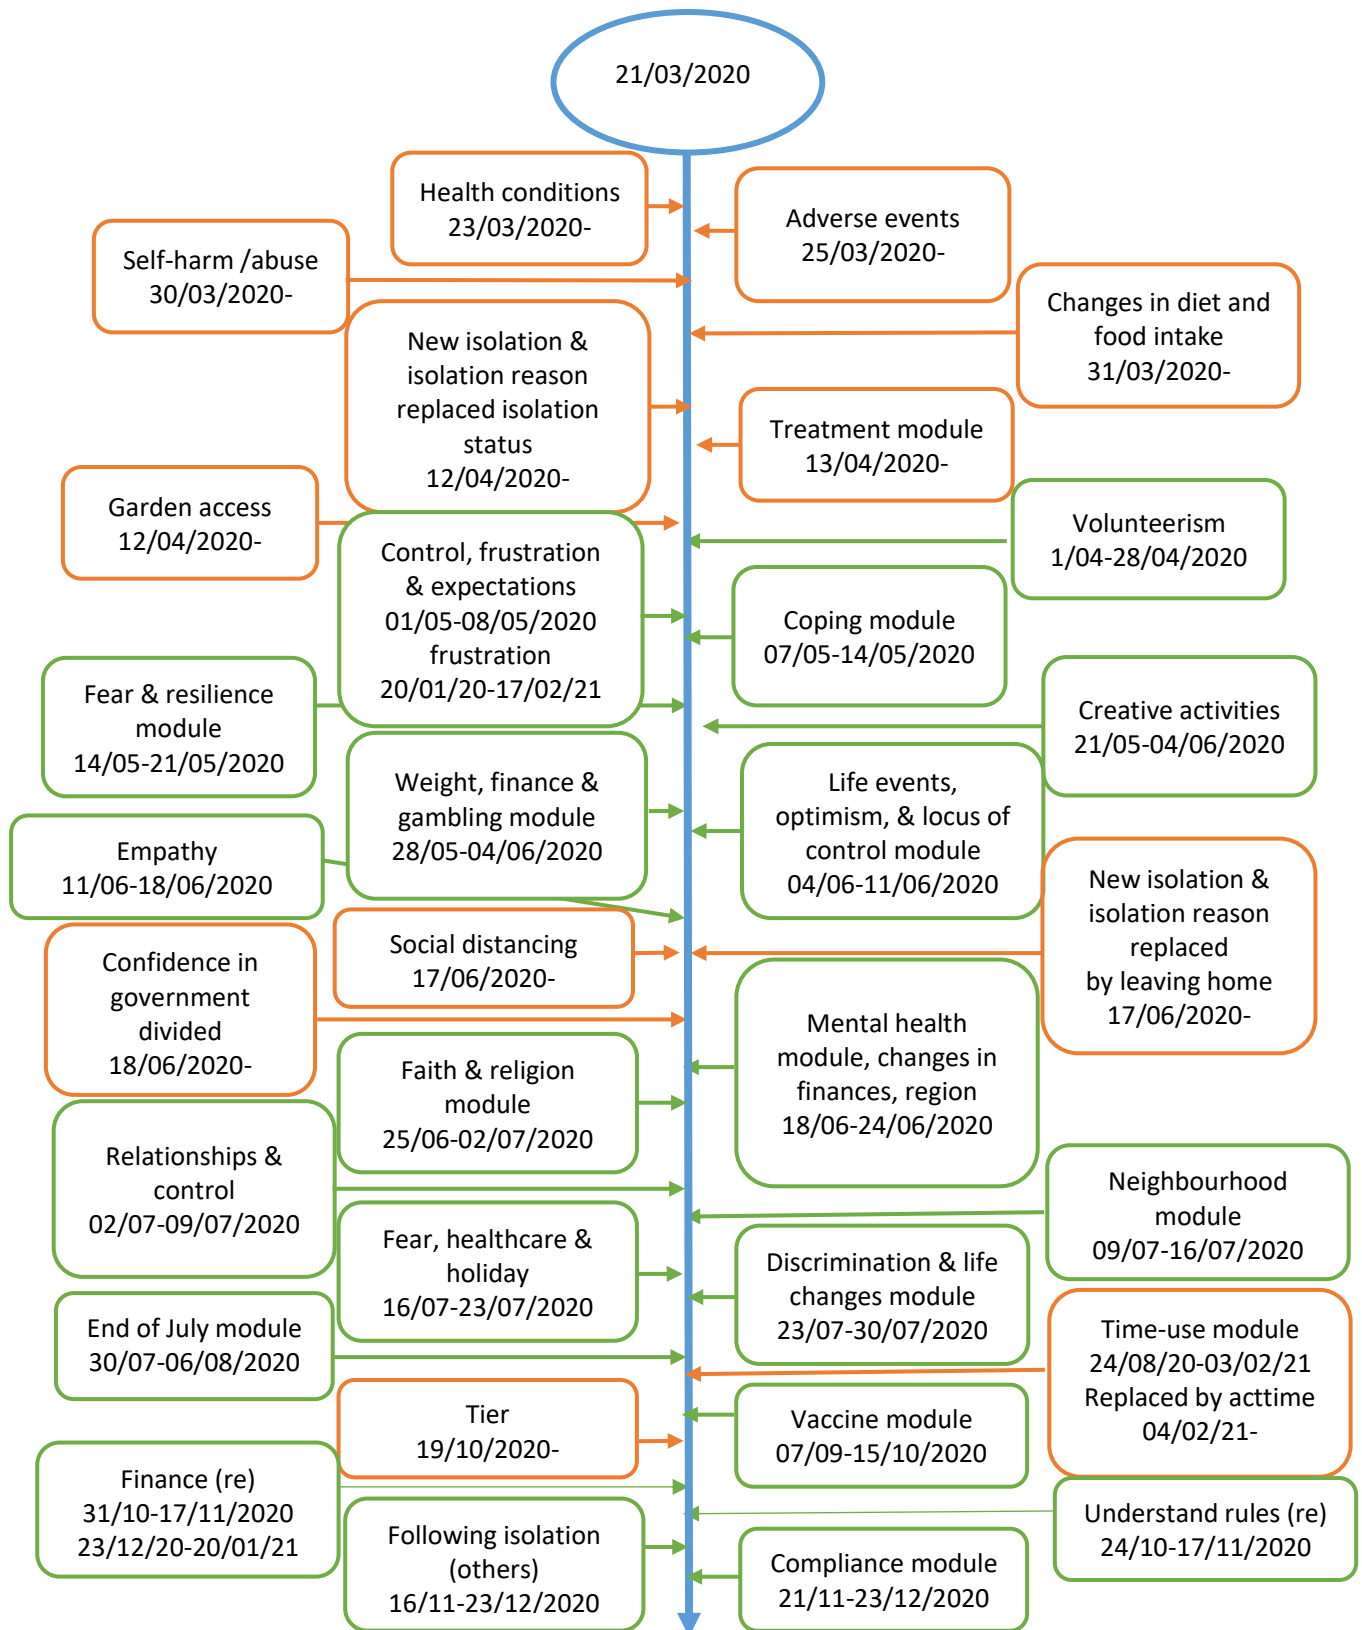 21/03/2020
Health conditions
23/03/2020-
Adverse events
25/03/2020-
Self-harm /abuse
30/03/2020-
Changes in diet and
food intake
31/03/2020-
New isolation &
isolation reason
replaced isolation
status
12/04/2020-
Treatment module
13/04/2020-
Garden access
12/04/2020-
Volunteerism
1/04-28/04/2020
Control, frustration
& expectations
01/05-08/05/2020
frustration
20/01/20-17/02/21
Coping module
07/05-14/05/2020
Fear & resilience
module
14/05-21/05/2020
Creative activities
21/05-04/06/2020
Weight, finance &
gambling module
28/05-04/06/2020
Life events,
optimism, & locus of
control module
04/06-11/06/2020
Empathy
11/06-18/06/2020
New isolation &
isolation reason
replaced
by leaving home
17/06/2020-
Social distancing
17/06/2020-
Confidence in
government
divided
18/06/2020-
Mental health
module, changes in
finances, region
18/06-24/06/2020
Faith & religion
module
25/06-02/07/2020
Relationships &
control
02/07-09/07/2020
Neighbourhood
module
09/07-16/07/2020
Fear, healthcare &
holiday
16/07-23/07/2020
Discrimination & life
changes module
23/07-30/07/2020
End of July module
30/07-06/08/2020
Time-use module
24/08/20-03/02/21
Replaced by acttime
04/02/21-
Tier
19/10/2020-
Vaccine module
07/09-15/10/2020
Finance (re)
31/10-17/11/2020
23/12/20-20/01/21
Understand rules (re)
24/10-17/11/2020
Following isolation
(others)
16/11-23/12/2020
Compliance module
21/11-23/12/2020